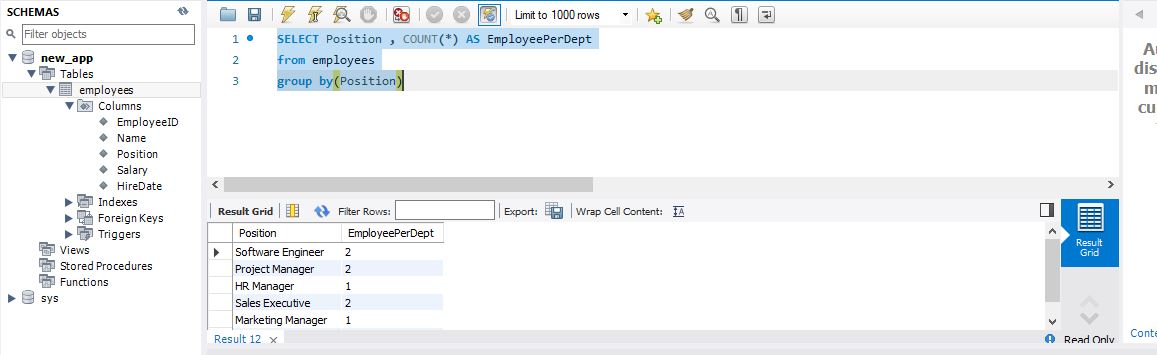 SCHEMAS
Filter objects
new_app
Tables
employees
Columns
EmployeeID
Name
Position
Salary
HireDate
Indexes
Foreign Keys
Triggers
Views
Stored Procedures
Functions
sys
Limit to 1000 rows
1 SELECT Position , COUNT(*) AS EmployeePerDept
2 from employees
3 group by(Position)
Result Grid Filter Rows: Export: Wrap Cell Content:
Position EmployeePerDept
Software Engineer 2
Project Manager 2
HR Manager 1
Sales Executive 2
Marketing Manager 1
Result 12
Result
Grid
Read Only
Au
dis
m
cu
Conte